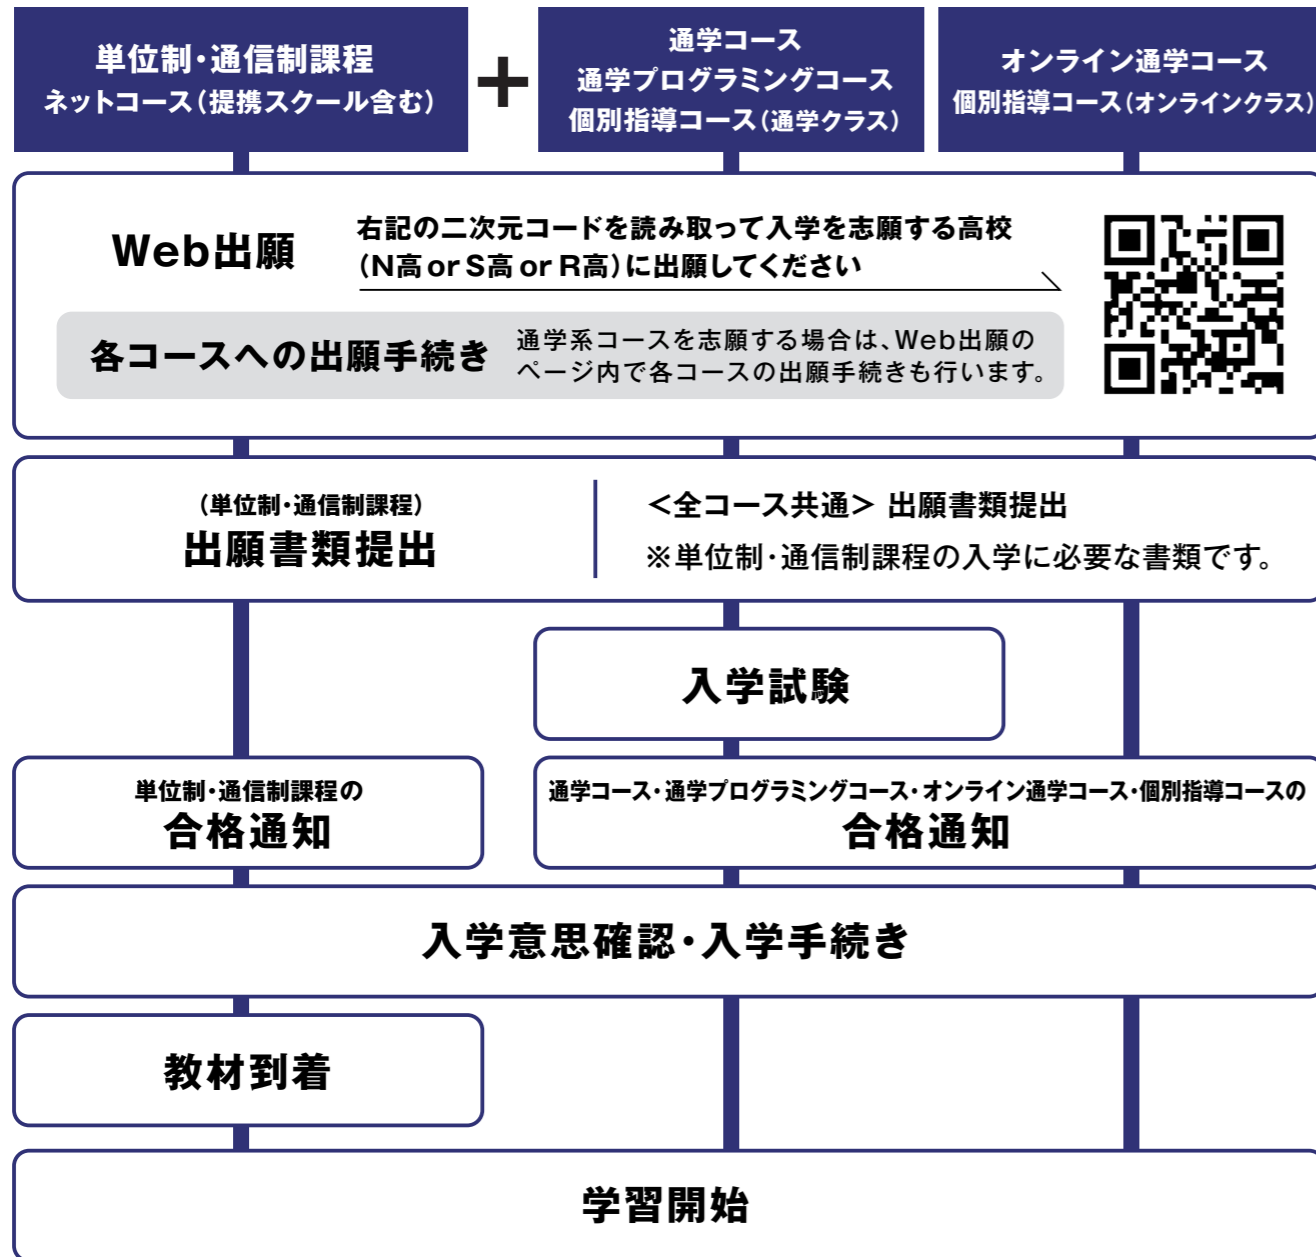 単位制・通信制課程
ネットコース（提携スクール含む）
+
通学コース
通学プログラミングコース
個別指導コース（通学クラス）
オンライン通学コース
個別指導コース（オンラインクラス）
Web出願
右記の二次元コードを読み取って入学を志願する高校
（N高 or S高 or R高）に出願してください
各コースへの出願手続き
通学系コースを志願する場合は、Web出願の
ページ内で各コースの出願手続きも行います。
（単位制・通信制課程）
出願書類提出
＜全コース共通＞ 出願書類提出
※単位制・通信制課程の入学に必要な書類です。
入学試験
単位制・通信制課程の
合格通知
通学コース・通学プログラミングコース・オンライン通学コース・個別指導コースの
合格通知
入学意思確認・入学手続き
教材到着
学習開始